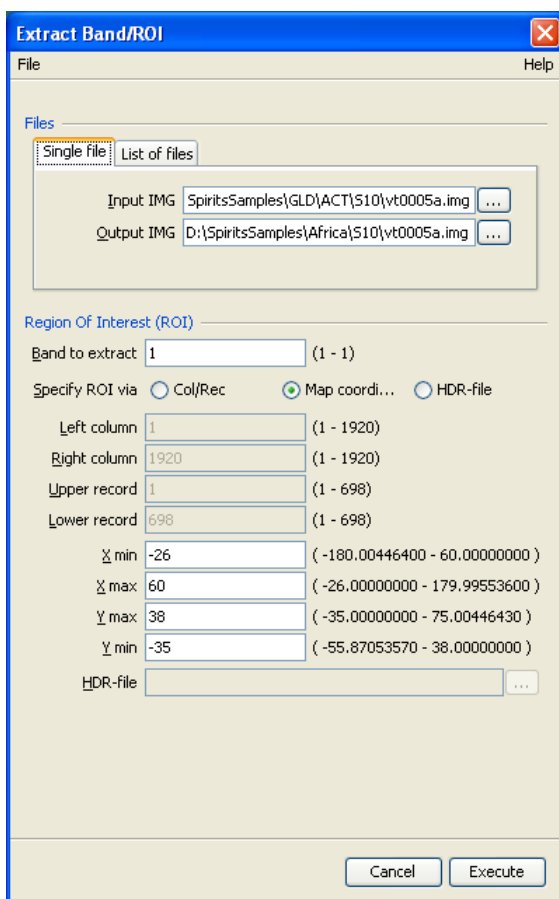 Extract Band/ROI
File Help
Files
Single file List of files
Input IMG SpiritsSamples\GLD\ACT\S10\vt0005a.img ...
Output IMG D:\SpiritsSamples\Africa\S10\vt0005a.img ...
Region Of Interest (ROI)
Band to extract 1 (1 - 1)
Specify ROI via Col/Rec Map coordi... HDR-file
Left column 1 (1 - 1920)
Right column 1920 (1 - 1920)
Upper record 1 (1 - 698)
Lower record 698 (1 - 698)
X min -26 ( -180.00446400 - 60.00000000 )
X max 60 ( -26.00000000 - 179.99553600 )
Y max 38 ( -35.00000000 - 75.00446430 )
Y min -35 ( -55.87053570 - 38.00000000 )
HDR-file ...
Cancel Execute